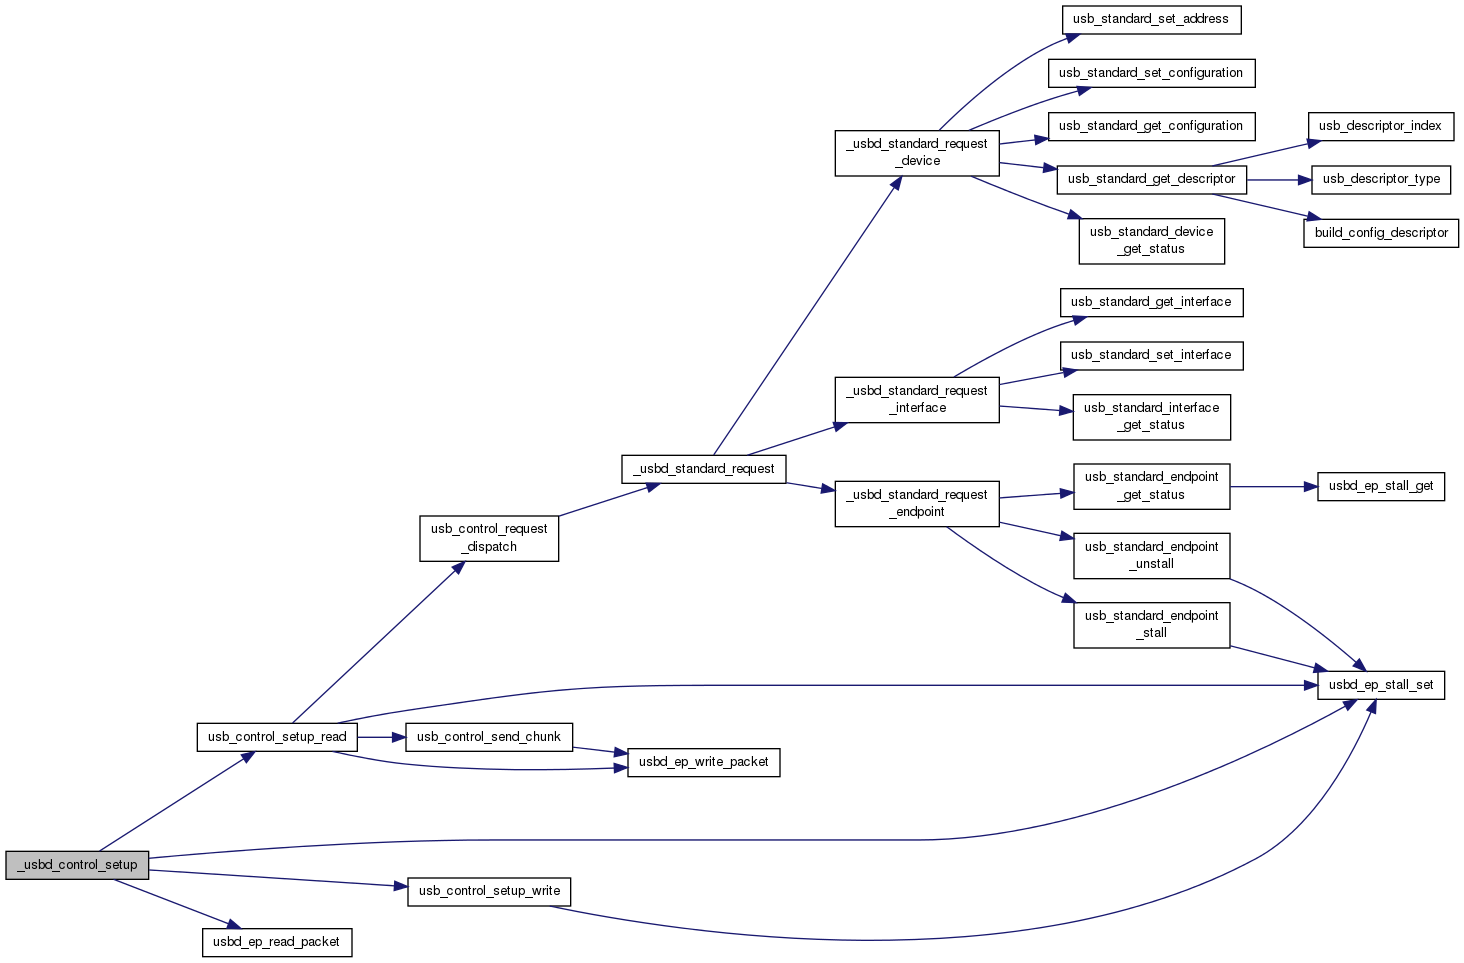 usb_standard_set_address
usb_standard_set_configuration
usb_standard_get_configuration
usb_descriptor_index
_usbd_standard_request
_device
usb_standard_get_descriptor
usb_descriptor_type
usb_standard_device
_get_status
build_config_descriptor
usb_standard_get_interface
usb_standard_set_interface
_usbd_standard_request
_interface
usb_standard_interface
_get_status
_usbd_standard_request
usb_standard_endpoint
_get_status
usbd_ep_stall_get
_usbd_standard_request
_endpoint
usb_control_request
_dispatch
usb_standard_endpoint
_unstall
usb_standard_endpoint
_stall
usbd_ep_stall_set
usb_control_setup_read
usb_control_send_chunk
usbd_ep_write_packet
_usbd_control_setup
usb_control_setup_write
usbd_ep_read_packet